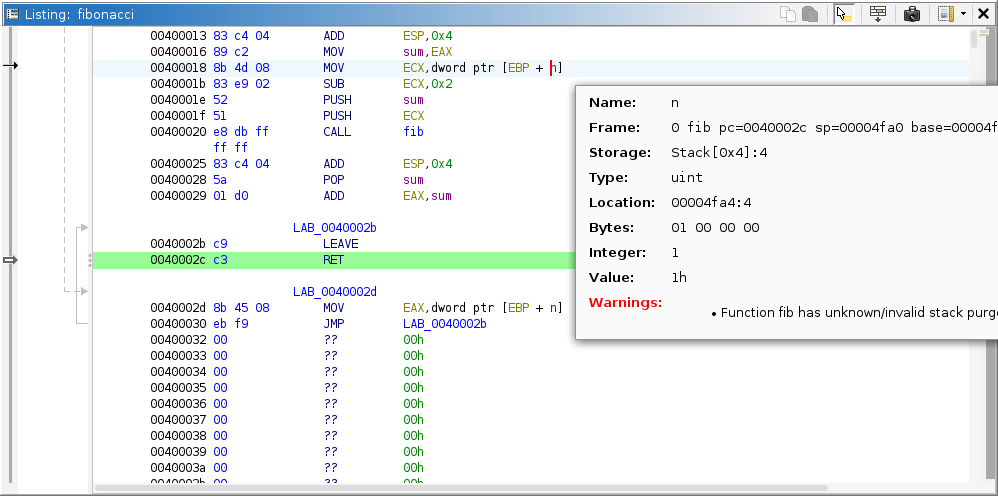 Listing: fibonacci
00400013 83 c4 04 ADD ESP,0x4
00400016 89 c2 MOV sum,EAX
00400018 8b 4d 08 MOV ECX,dword ptr [EBP + n]
0040001b 83 e9 02 SUB ECX,0x2
0040001e 52 PUSH sum
0040001f 51 PUSH ECX
00400020 e8 db ff CALL fib
ff ff
00400025 83 c4 04 ADD ESP,0x4
00400028 5a POP sum
00400029 01 d0 ADD EAX,sum
LAB_0040002b
0040002b c9 LEAVE
0040002c c3 RET
LAB_0040002d
0040002d 8b 45 08 MOV EAX,dword ptr [EBP + n]
00400030 eb f9 JMP LAB_0040002b
00400032 00 ?? 00h
00400033 00 ?? 00h
00400034 00 ?? 00h
00400035 00 ?? 00h
00400036 00 ?? 00h
00400037 00 ?? 00h
00400038 00 ?? 00h
00400039 00 ?? 00h
0040003a 00 ?? 00h
0040003b 00 ?? 00h
Name: n
Frame: 0 fib pc=0040002c sp=00004fa0 base=00004f
Storage: Stack[0x4]:4
Type: uint
Location: 00004fa4:4
Bytes: 01 00 00 00
Integer: 1
Value: 1h
Warnings:
• Function fib has unknown/invalid stack purge